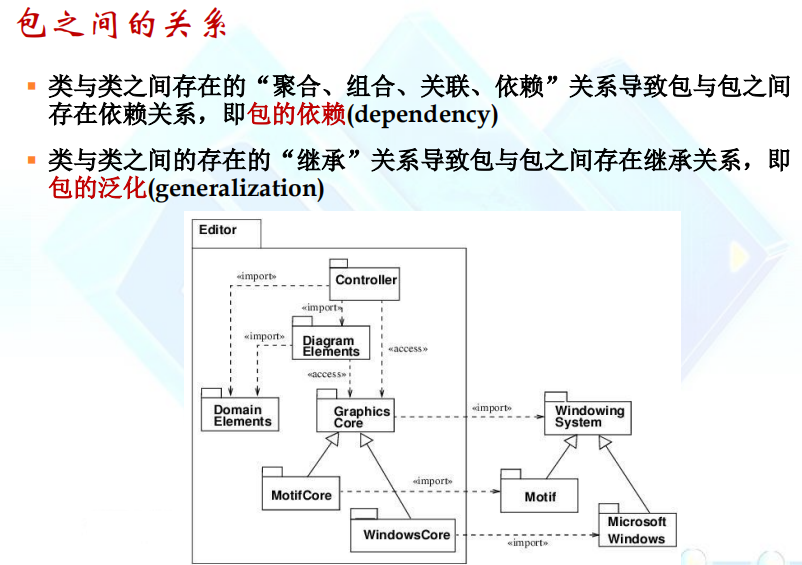 包之间的关系
类与类之间存在的“聚合、组合、关联、依赖”关系导致包与包之间
存在依赖关系，即包的依赖(dependency)
类与类之间的存在的“继承”关系导致包与包之间存在继承关系，即
包的泛化(generalization)
Editor
Controller
«import»
«import»
«import»
Diagram
Elements
«access»
«access»
Domain
Elements
Graphics
Core
«import»
Windowing
System
MotifCore
«import»
Motif
WindowsCore
«import»
Microsoft
Windows